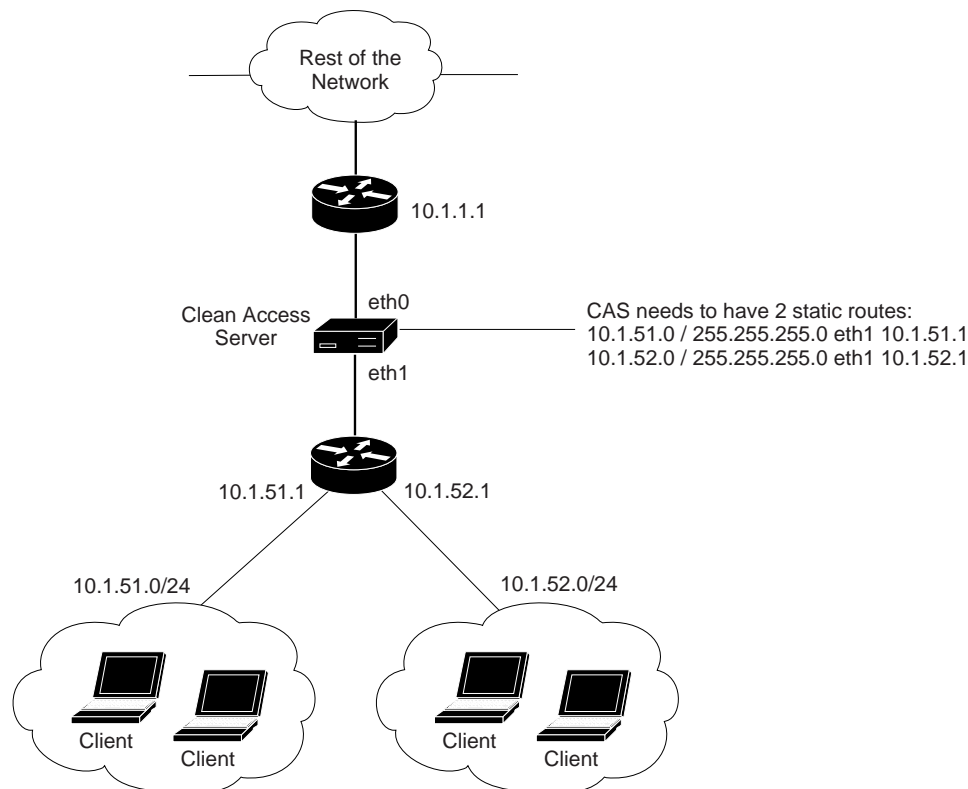 Rest of the
Network
10.1.1.1
eth0
Clean Access
Server
CAS needs to have 2 static routes:
10.1.51.0 / 255.255.255.0 eth1 10.1.51.1
10.1.52.0 / 255.255.255.0 eth1 10.1.52.1
eth1
10.1.51.1
10.1.52.1
10.1.51.0/24
10.1.52.0/24
Client
Client
Client
Client